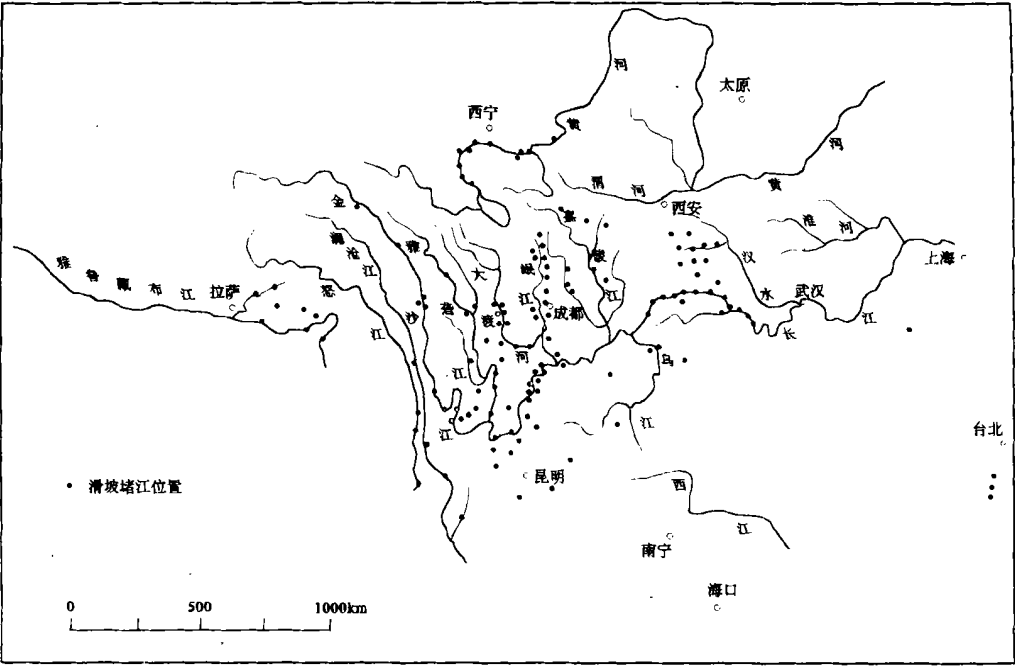 河
太原
西宁
黄
河
渭河
黄
金
西安
嘉
雅
淮河
澜
沧
岷
陵
汉
上海
雅鲁藏布江
拉萨
怒
江
大
江
江
水
武汉
沙
砻
渡
成都
长
江
江
河
乌
江
江
江
台北
昆明
滑坡堵江位置
西
江
南宁
海口
0
500
1000km